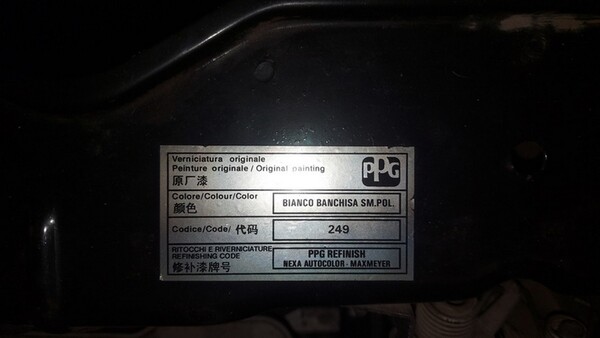 Verniciatura originale
Peinture originale / Original painting
原厂漆
PPG
Colore/Colour/Color
颜色
BIANCO BANCHISA SM.POL.
Codice/Code/ 代码
249
RITOCCHI E RIVERNICIATURE
REFINISHING CODE
修补漆牌号
PPG REFINISH
NEXA AUTOCOLOR - MAXMEYER